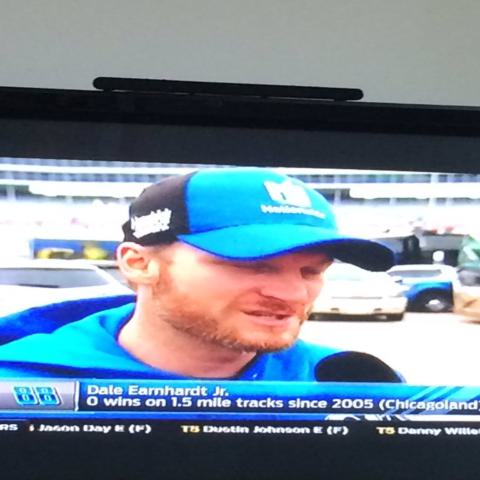 Nationwide
88
Dale Earnhardt Jr.
0 wins on 1.5 mile tracks since 2005 (Chicagoland)
RS Jason Day E (F) T5 Dustin Johnson E (F) T5 Danny Wille